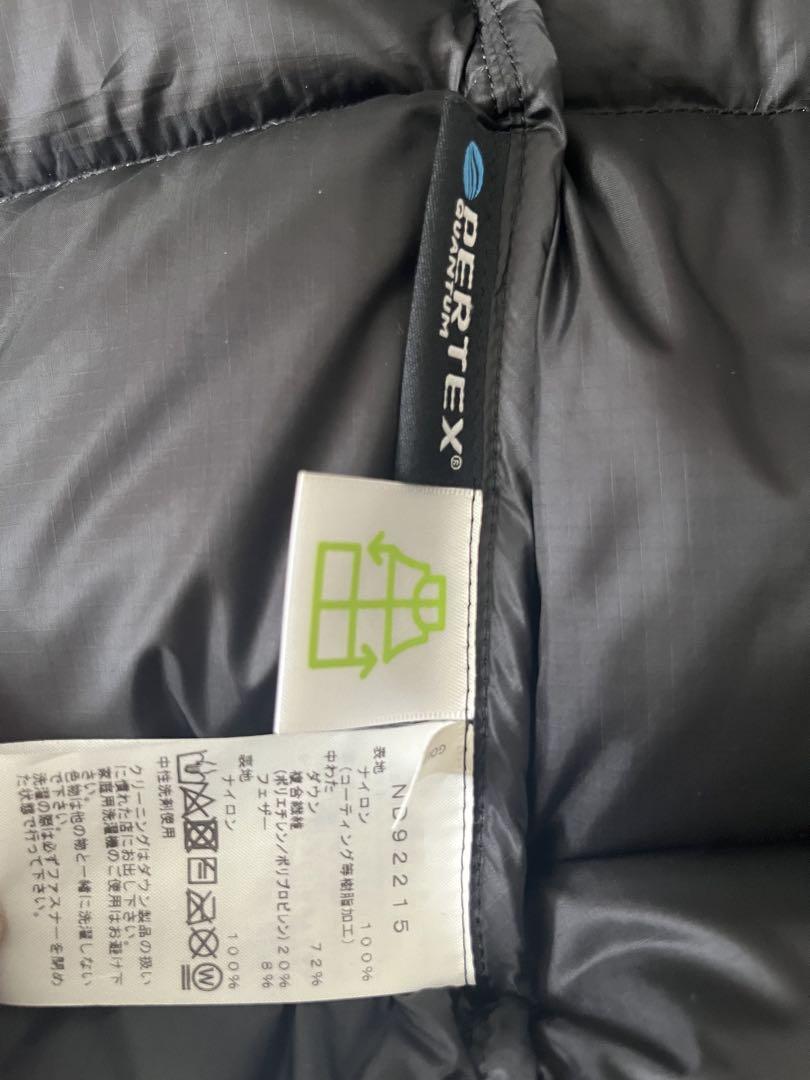 PERTEX®
QUANTUM
GO
ND92215
表地
ナイロン 100%
(コーティング等樹脂加工)
中わた
ダウン 72%
複合繊維
(ポリエチレン/ポリプロピレン)20%
フェザー 8%
裏地
ナイロン 100%
中性洗剤使用
W
クリーニングはダウン製品の扱い
に慣れた店にお出し下さい。
家庭用洗濯機のご使用はお避け下
さい。
色物は他の物と一緒に洗濯しない
で下さい。
洗濯の際は必ずファスナーを閉め
た状態で行って下さい。